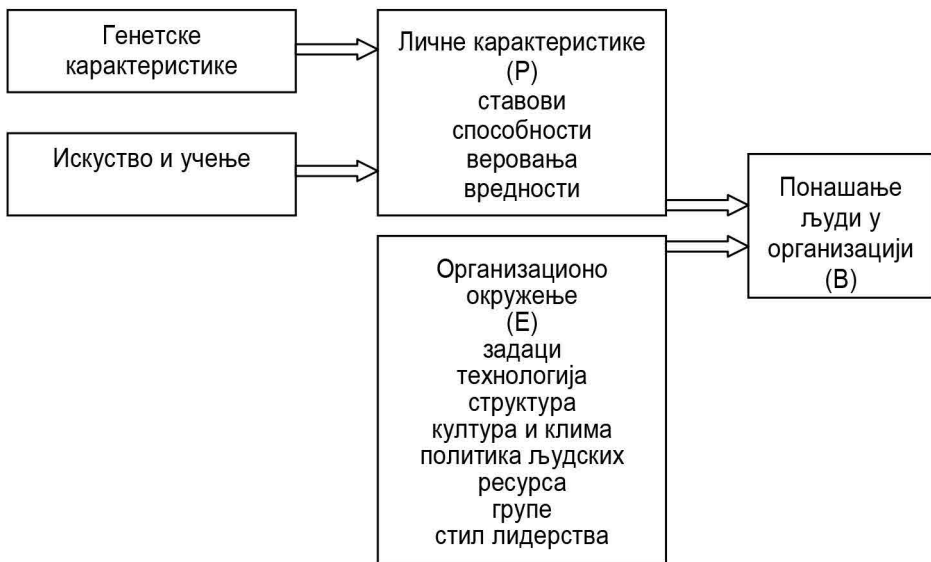 Генетске
карактеристике
Искуство и учење
Личне карактеристике
(P)
ставови
способности
веровања
вредности
Организационо
окружење
(E)
задаци
технологија
структура
култура и клима
политика људских
ресурса
групе
стил лидерства
Понашање
људи у
организацији
(B)